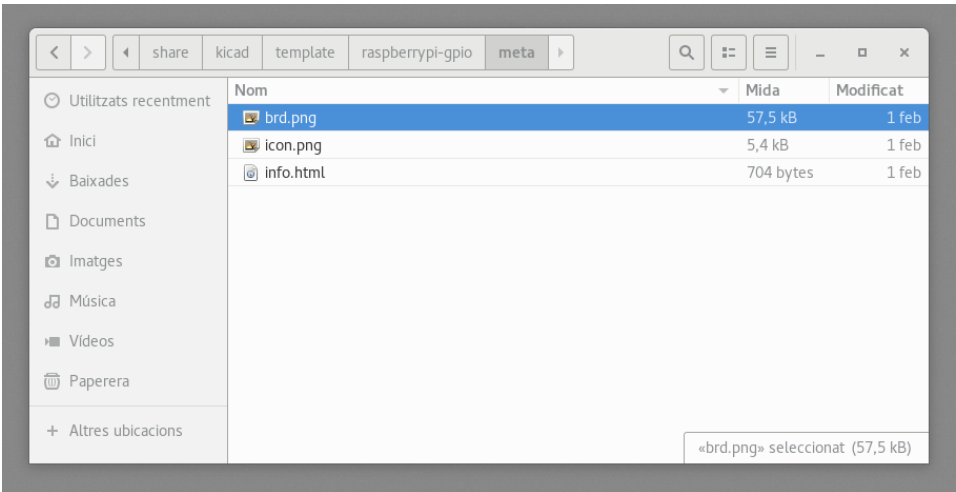 share kicad template raspberrypi-gpio meta
Utilitzats recentment
Inici
Baixades
Documents
Imatges
Música
Vídeos
Paperera
Altres ubicacions
Nom Mida Modificat
brd.png 57,5 kB 1 feb
icon.png 5,4 kB 1 feb
info.html 704 bytes 1 feb
«brd.png» seleccionat (57,5 kB)